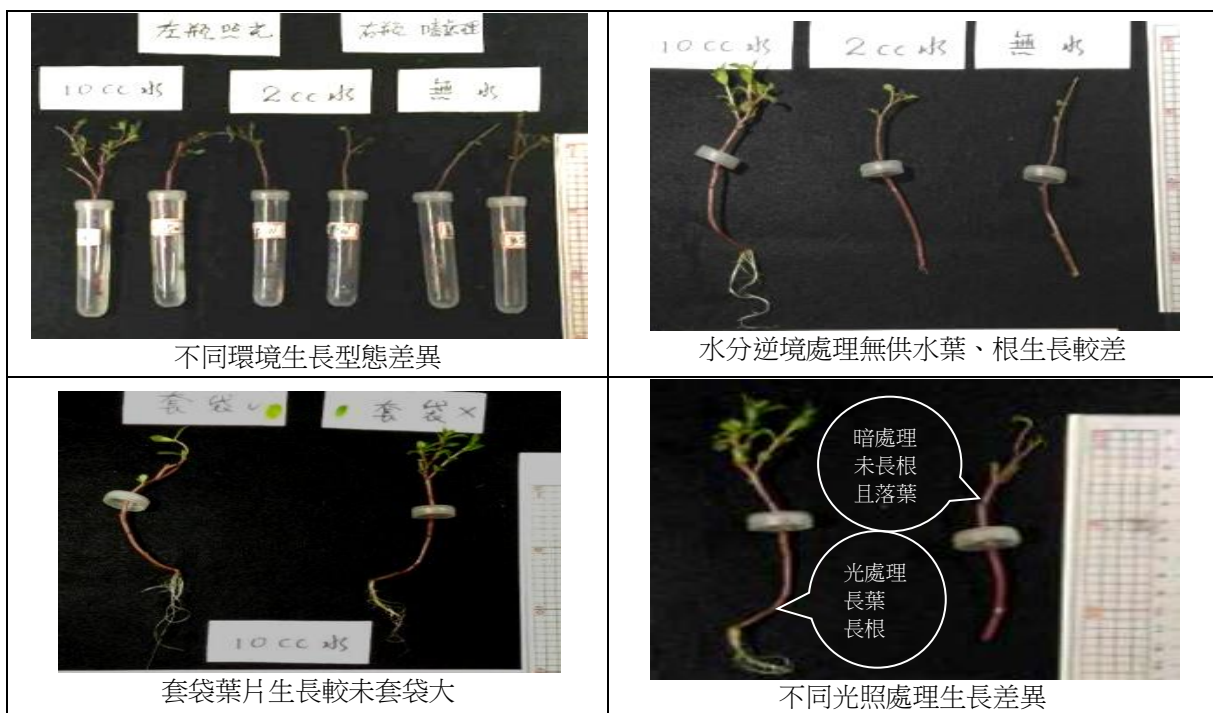 左瓶照光 右瓶 暗處理
10 cc 水 2 cc 水 無 水
不同環境生長型態差異
10 cc 水 2 cc 水 無 水
水分逆境處理無供水葉、根生長較差
套 袋 ✓ 套 袋 ×
10 cc 水
套袋葉片生長較未套袋大
暗處理
未長根
且落葉
光處理
長葉
長根
不同光照處理生長差異